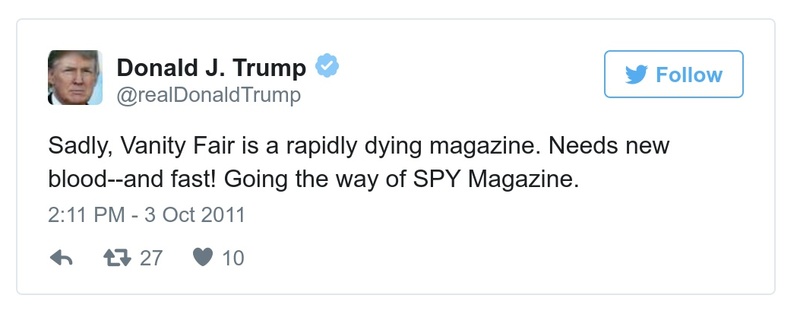 Donald J. Trump
@realDonaldTrump
Follow
Sadly, Vanity Fair is a rapidly dying magazine. Needs new
blood--and fast! Going the way of SPY Magazine.
2:11 PM - 3 Oct 2011
27 10